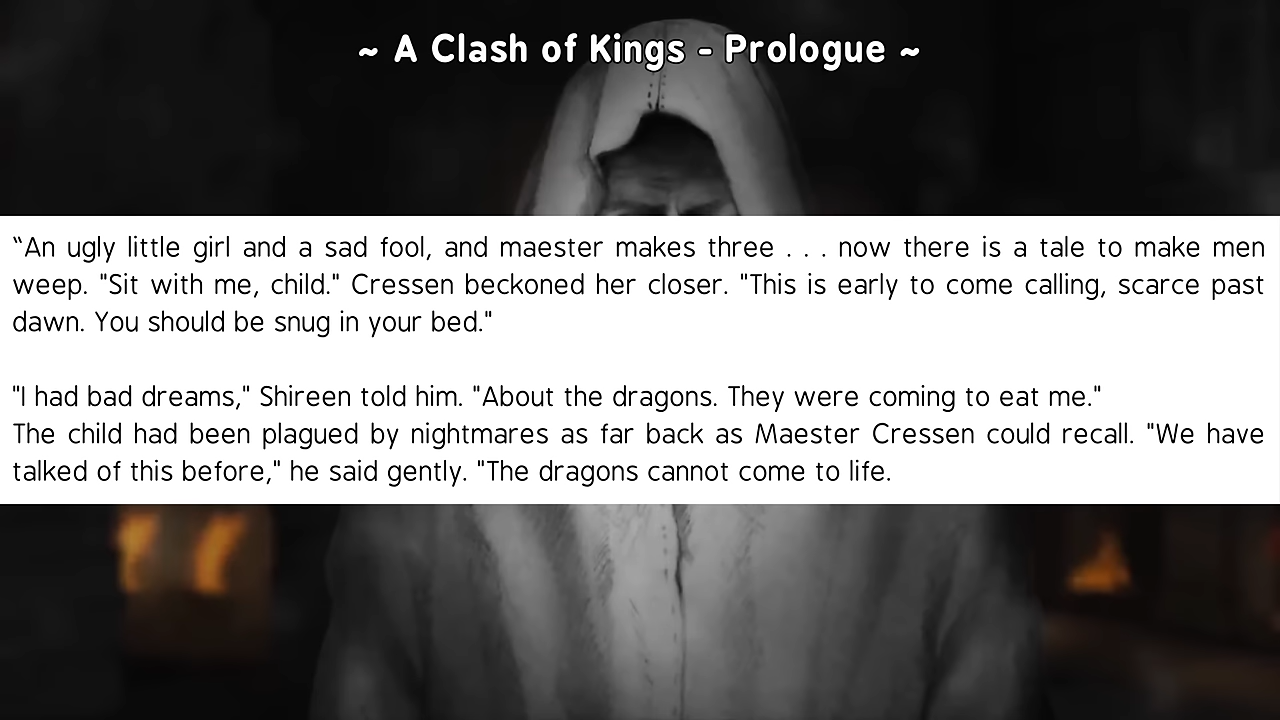 ~ A Clash of Kings - Prologue ~
“An ugly little girl and a sad fool, and maester makes three . . . now there is a tale to make men
weep. "Sit with me, child." Cressen beckoned her closer. "This is early to come calling, scarce past
dawn. You should be snug in your bed."
"I had bad dreams," Shireen told him. "About the dragons. They were coming to eat me."
The child had been plagued by nightmares as far back as Maester Cressen could recall. "We have
talked of this before," he said gently. "The dragons cannot come to life.